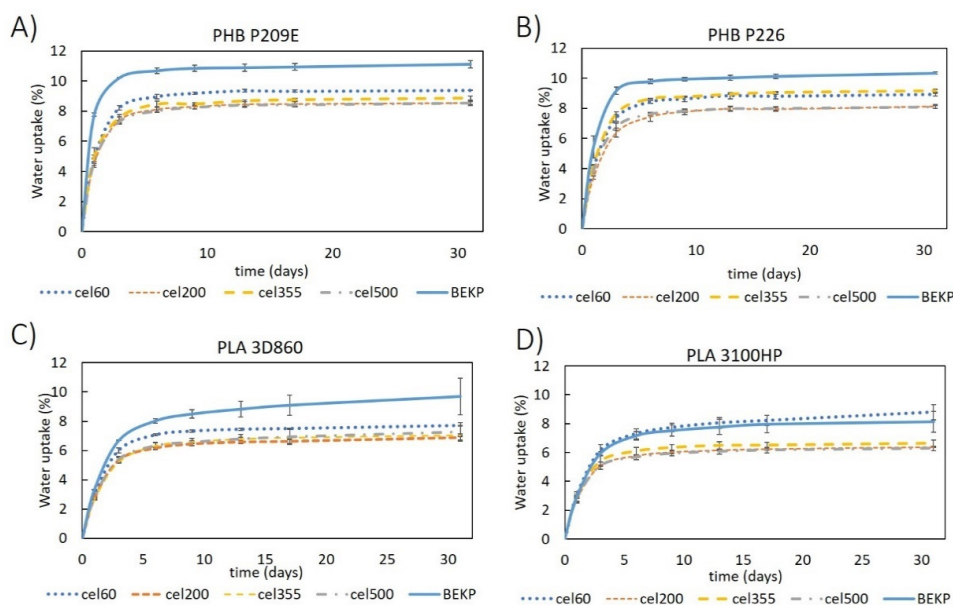 A)
PHB P209E
Water uptake (%)
12
10
8
6
4
2
0
0 10 20 30
time (days)
cel60 cel200 cel355 cel500 BEKP
B)
PHB P226
Water uptake (%)
12
10
8
6
4
2
0
0 10 20 30
time (days)
cel60 cel200 cel355 cel500 BEKP
C)
PLA 3D860
Water uptake (%)
12
10
8
6
4
2
0
0 5 10 15 20 25 30
time (days)
cel60 cel200 cel355 cel500 BEKP
D)
PLA 3100HP
Water uptake (%)
12
10
8
6
4
2
0
0 5 10 15 20 25 30
time (days)
cel60 cel200 cel355 cel500 BEKP